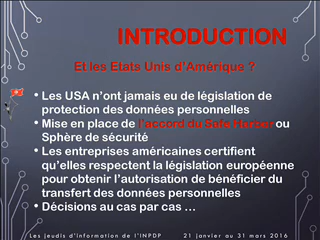 INTRODUCTION
Et les Etats Unis d'Amériqua ?
• Les USA n'ont jamais eu de législation de
protection des données personnelles
• Mise en place de l'accord du Safe Harbor ou
Sphère de sécurité
• Les entreprises américaines certifient
qu'elles respectent la législation européenne
pour obtenir l'autorisation de bénéficier du
transfert des données personnelles
• Décisions au cas par cas ...
Les jeudis d'information de l'INPDP 21 janvier au 31 mars 2016